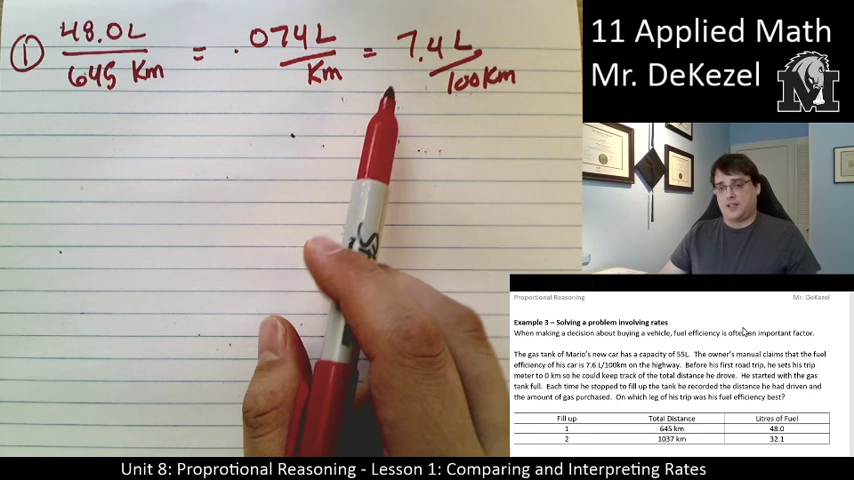 ① 48.0L / 645 Km = .074L / Km = 7.4 L / 100Km
11 Applied Math
Mr. DeKezel
M
Proportional Reasoning
Mr. DeKezel
Example 3 – Solving a problem involving rates
When making a decision about buying a vehicle, fuel efficiency is often an important factor.
The gas tank of Mario's new car has a capacity of 55L. The owner's manual claims that the fuel
efficiency of his car is 7.6 L/100km on the highway. Before his first road trip, he sets his trip
meter to 0 km so he could keep track of the total distance he drove. He started with the gas
tank full. Each time he stopped to fill up the tank he recorded the distance he had driven and
the amount of gas purchased. On which leg of his trip was his fuel efficiency best?
Fill up Total Distance Litres of Fuel
1 645 km 48.0
2 1037 km 32.1
Unit 8: Proprotional Reasoning - Lesson 1: Comparing and Interpreting Rates